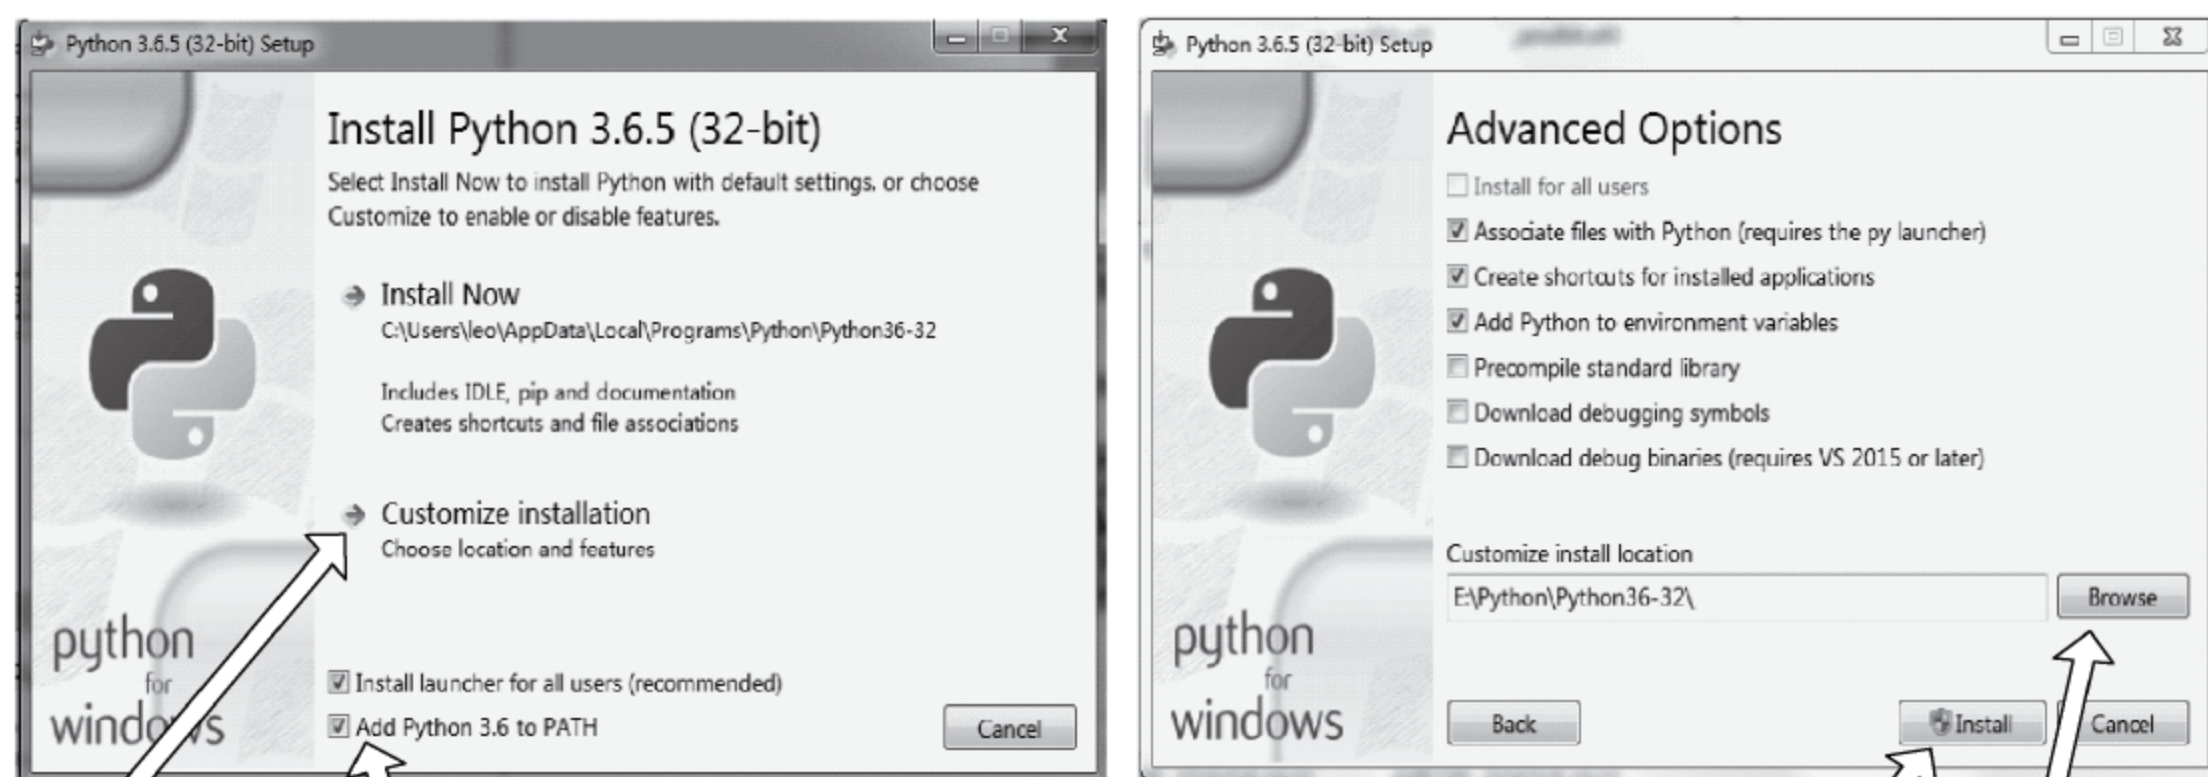 Python 3.6.5 (32-bit) Setup
Install Python 3.6.5 (32-bit)
Select Install Now to install Python with default settings, or choose
Customize to enable or disable features.
Install Now
C:\Users\leo\AppData\Local\Programs\Python\Python36-32
Includes IDLE, pip and documentation
Creates shortcuts and file associations
Customize installation
Choose location and features
python
for
windows
Install launcher for all users (recommended)
Add Python 3.6 to PATH
Cancel
Python 3.6.5 (32-bit) Setup
Advanced Options
Install for all users
Associate files with Python (requires the py launcher)
Create shortcuts for installed applications
Add Python to environment variables
Precompile standard library
Download debugging symbols
Download debug binaries (requires VS 2015 or later)
Customize install location
E:\Python\Python36-32\
Browse
python
for
windows
Back
Install
Cancel